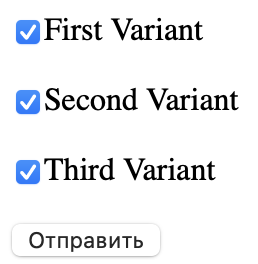 First Variant
Second Variant
Third Variant
Отправить